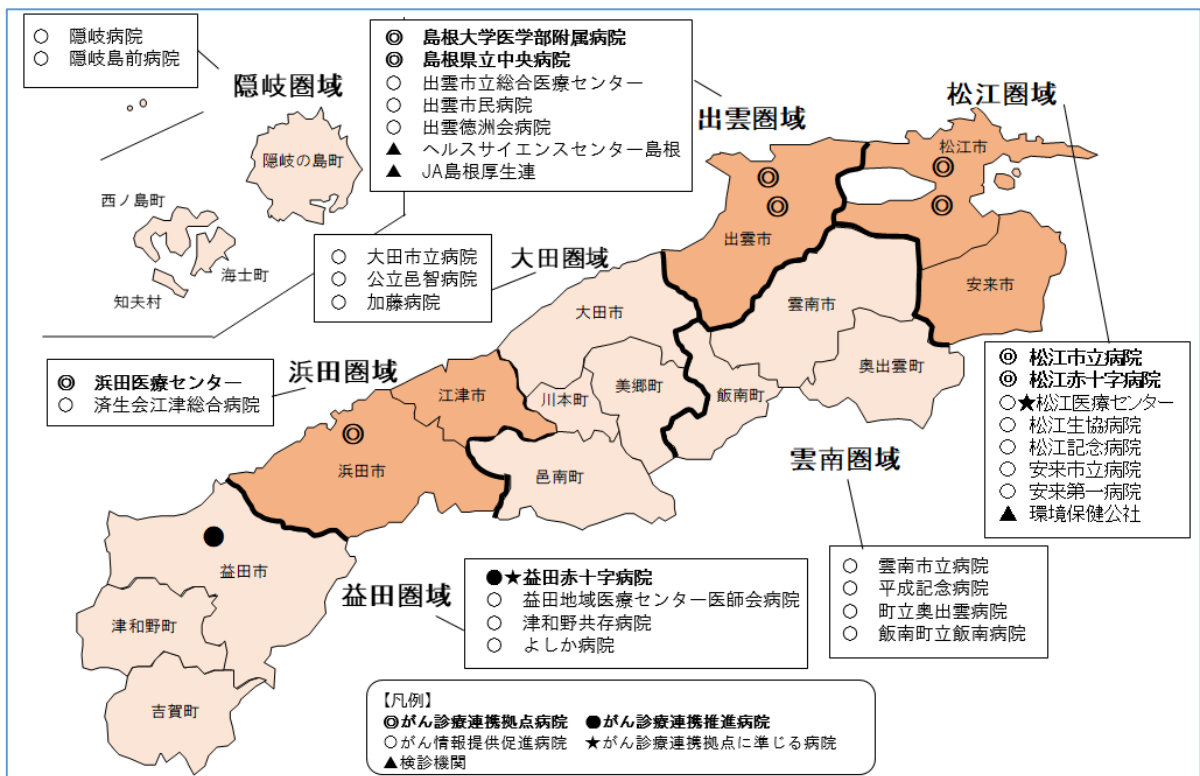 ○ 隠岐病院
○ 隠岐島前病院
隠岐圏域
隠岐の島町
西ノ島町
海士町
知夫村
◎ 島根大学医学部附属病院
◎ 島根県立中央病院
○ 出雲市立総合医療センター
○ 出雲市民病院
○ 出雲徳洲会病院
▲ ヘルスサイエンスセンター島根
▲ JA島根厚生連
出雲圏域
松江圏域
松江市
◎
◎
◎
◎
出雲市
安来市
○ 大田市立病院
○ 公立邑智病院
○ 加藤病院
大田圏域
大田市
雲南市
奥出雲町
飯南町
美郷町
川本町
邑南町
◎ 浜田医療センター
○ 済生会江津総合病院
浜田圏域
江津市
◎
浜田市
◎ 松江市立病院
◎ 松江赤十字病院
○★松江医療センター
○ 松江生協病院
○ 松江記念病院
○ 安来市立病院
○ 安来第一病院
▲ 環境保健公社
雲南圏域
○ 雲南市立病院
○ 平成記念病院
○ 町立奥出雲病院
○ 飯南町立飯南病院
●
益田市
津和野町
吉賀町
益田圏域
●★益田赤十字病院
○ 益田地域医療センター医師会病院
○ 津和野共存病院
○ よしか病院
【凡例】
◎がん診療連携拠点病院 ●がん診療連携推進病院
○がん情報提供促進病院 ★がん診療連携拠点に準じる病院
▲検診機関